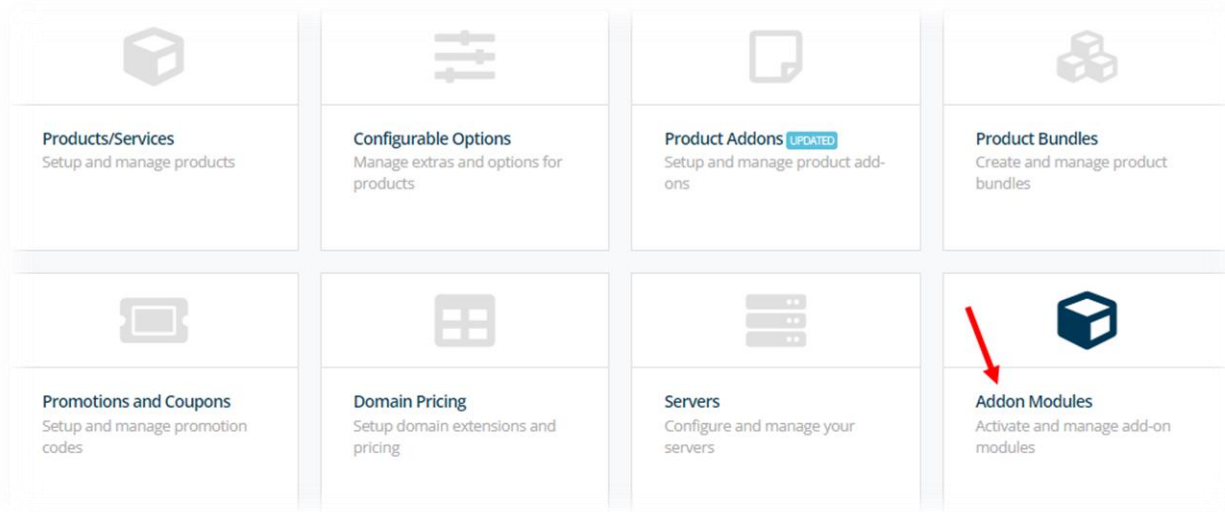 Products/Services
Setup and manage products
Configurable Options
Manage extras and options for
products
Product Addons UPDATED
Setup and manage product add-
ons
Product Bundles
Create and manage product
bundles
Promotions and Coupons
Setup and manage promotion
codes
Domain Pricing
Setup domain extensions and
pricing
Servers
Configure and manage your
servers
Addon Modules
Activate and manage add-on
modules